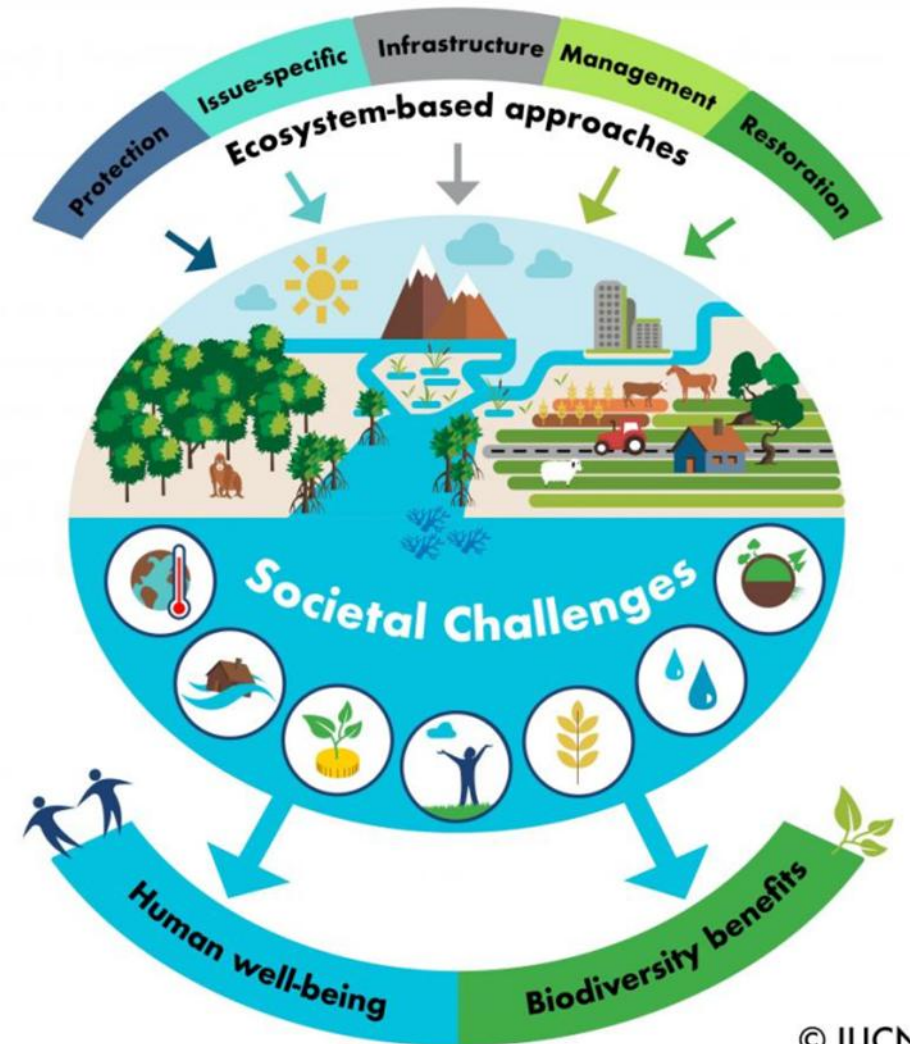 Protection
Issue-specific
Infrastructure
Management
Restoration
Ecosystem-based approaches
Societal Challenges
Human well-being
Biodiversity benefits
© IUCN